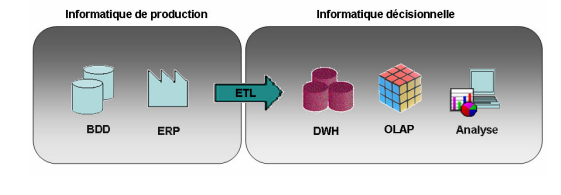 Informatique de production
Informatique décisionnelle
ETL
BDD
ERP
DWH
OLAP
Analyse